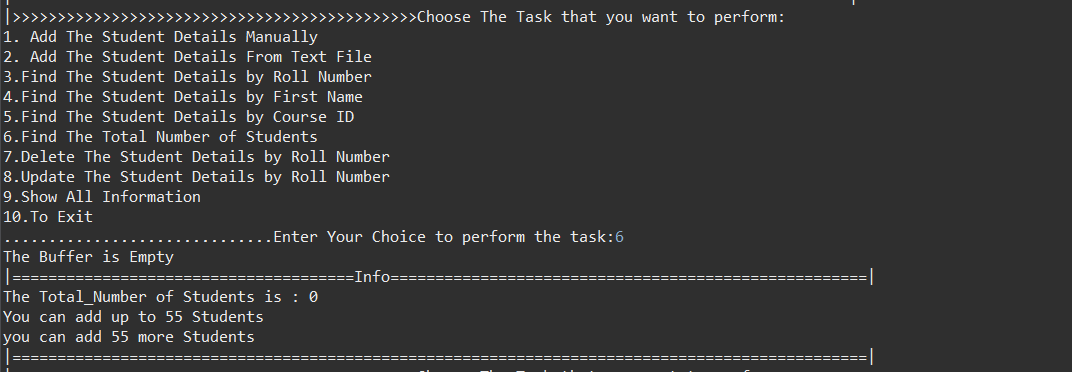 |>>>>>>>>>>>>>>>>>>>>>>>>>>>>>>>>>>>>>>>>>>>>>Choose The Task that you want to perform:
1. Add The Student Details Manually
2. Add The Student Details From Text File
3.Find The Student Details by Roll Number
4.Find The Student Details by First Name
5.Find The Student Details by Course ID
6.Find The Total Number of Students
7.Delete The Student Details by Roll Number
8.Update The Student Details by Roll Number
9.Show All Information
10.To Exit
..............................Enter Your Choice to perform the task:6
The Buffer is Empty
|=======================================Info=====================================================|
The Total_Number of Students is : 0
You can add up to 55 Students
you can add 55 more Students
|===============================================================================================|